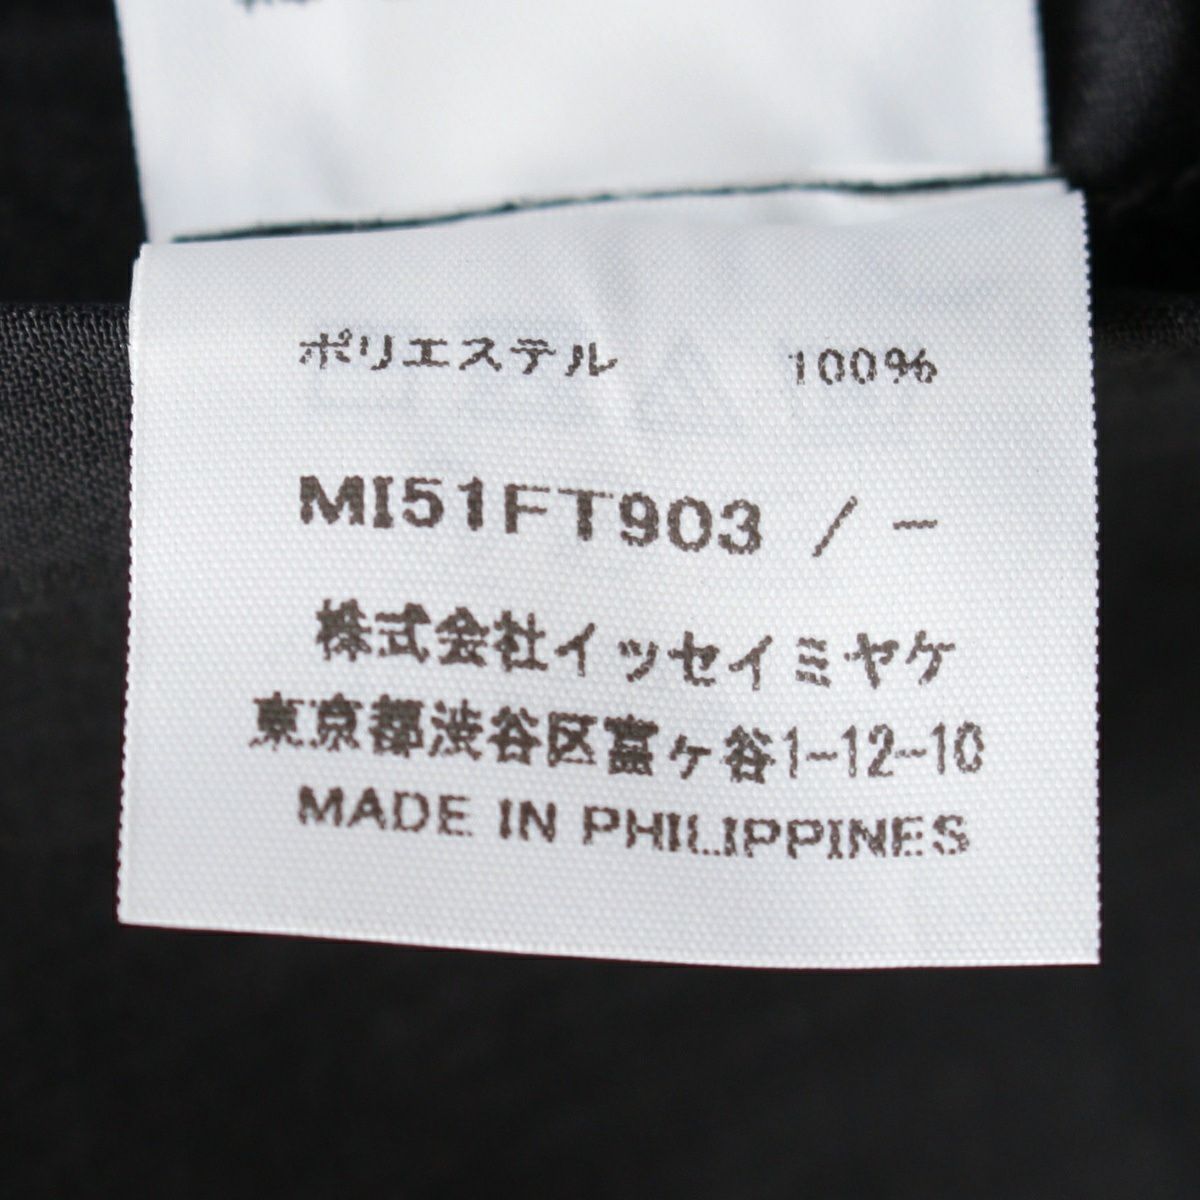 ポリエステル 100%
MI51FT903 / −
株式会社イッセイミヤケ
東京都渋谷区富ヶ谷1-12-10
MADE IN PHILIPPINES